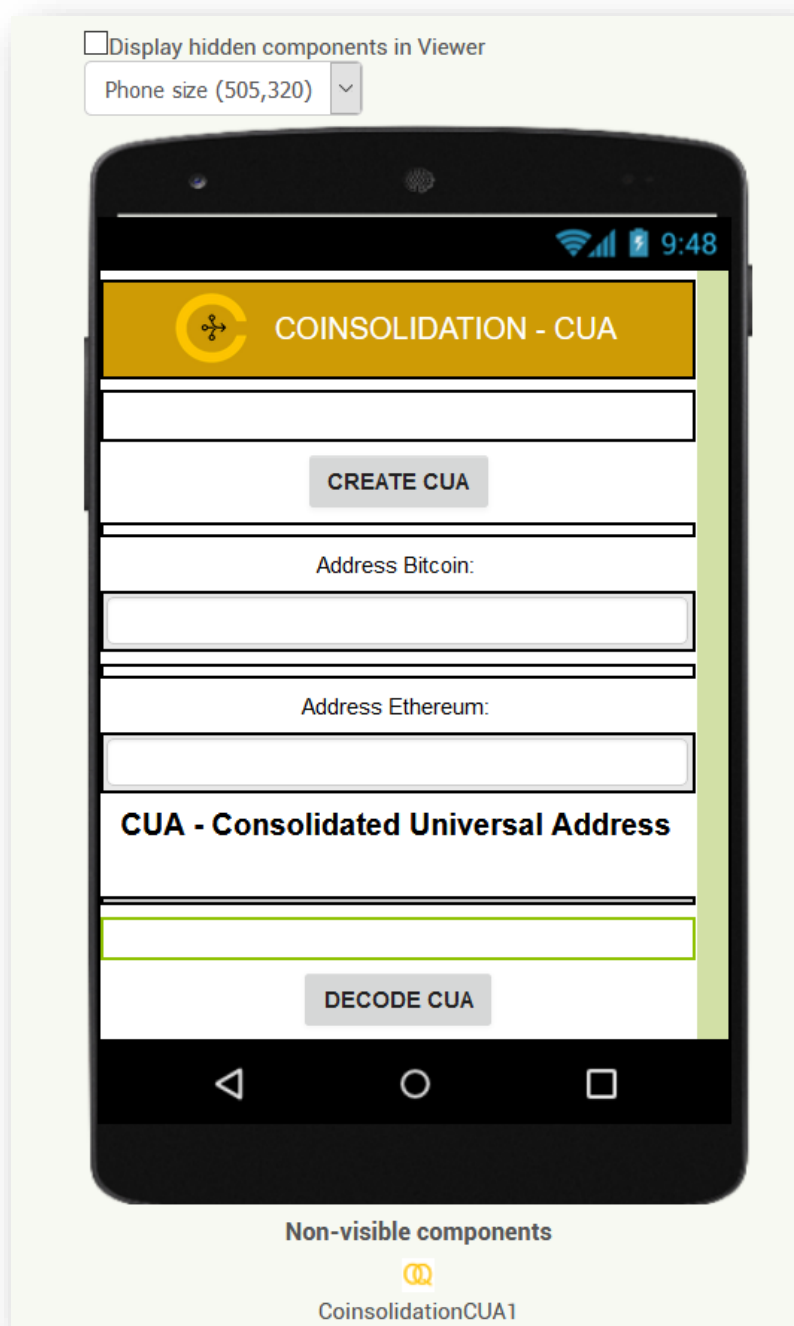 Display hidden components in Viewer
Phone size (505,320)
9:48
COINSOLIDATION - CUA
CREATE CUA
Address Bitcoin:
Address Ethereum:
CUA - Consolidated Universal Address
DECODE CUA
Non-visible components
CoinsolidationCUA1